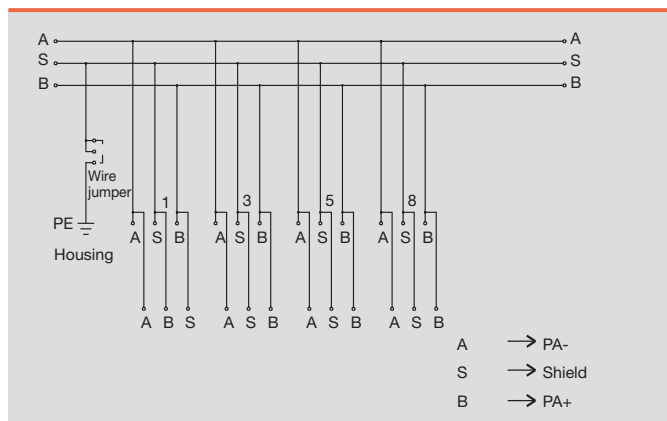 A A
S S
B B
Wire
jumper
1 3 5 8
PE
A S B A S B A S B A S B
Housing
A B S A S B A S B A S B
A PA-
S Shield
B PA+